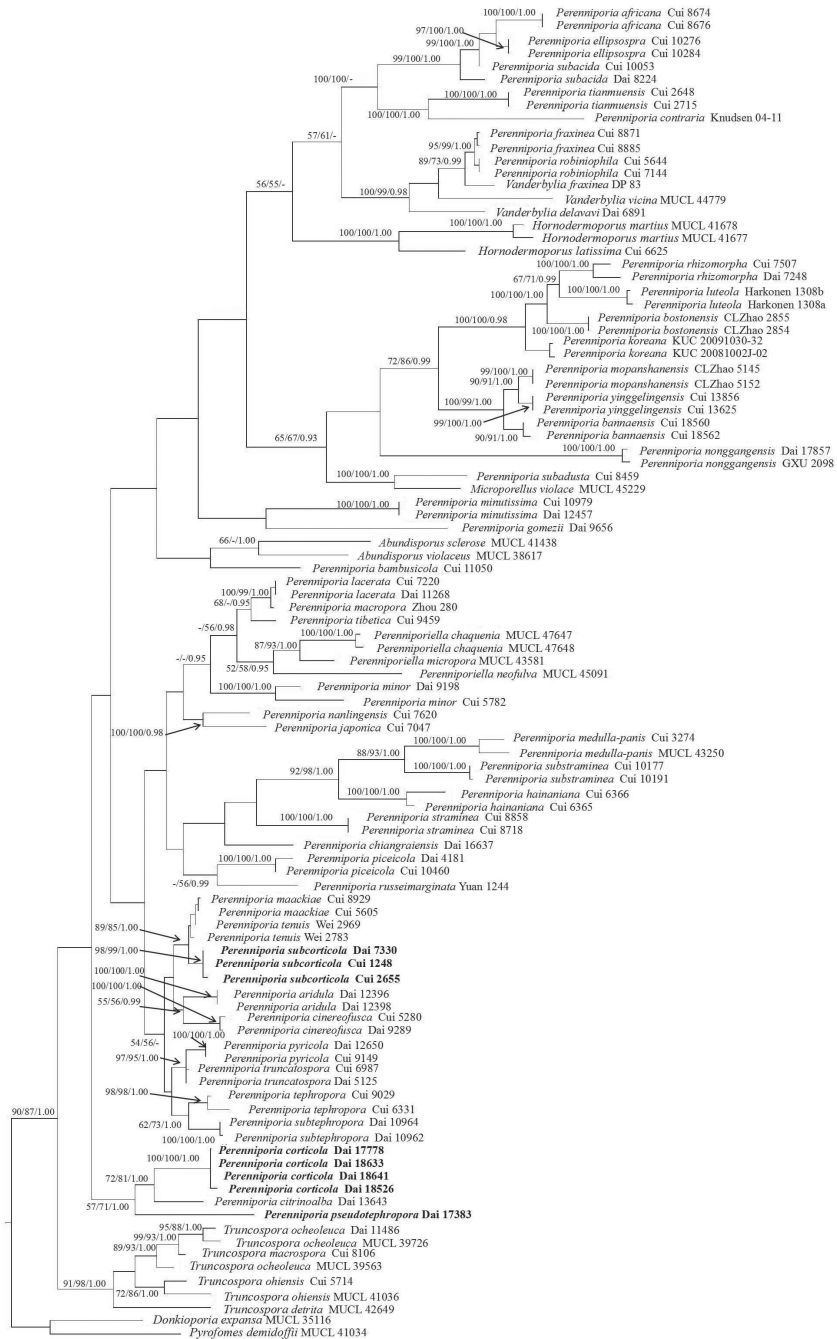 100/100/1.00
Perenniporia africana Cui 8674
Perenniporia africana Cui 8676
97/100/1.00
Perenniporia ellipsospra Cui 10276
99/100/1.00
Perenniporia ellipsospra Cui 10284
99/100/1.00
Perenniporia subacida Cui 10053
100/100/-
Perenniporia subacida Dai 8224
100/100/1.00
Perenniporia tianmuensis Cui 2648
Perenniporia tianmuensis Cui 2715
100/100/1.00
Perenniporia contraria Knudsen 04-11
57/61/-
Perenniporia fraxinea Cui 8871
95/99/1.00
Perenniporia fraxinea Cui 8885
89/73/0.99
Perenniporia robiniophila Cui 5644
Perenniporia robiniophila Cui 7144
56/55/-
Vanderbylia fraxinea DP 83
100/99/0.98
Vanderbylia vicina MUCL 44779
Vanderbylia delavavi Dai 6891
Hornodermoporus martius MUCL 41678
100/100/1.00
Hornodermoporus martius MUCL 41677
Hornodermoporus latissima Cui 6625
100/100/1.00
Perenniporia rhizomorpha Cui 7507
67/71/0.99
Perenniporia rhizomorpha Dai 7248
100/100/1.00
Perenniporia luteola Harkonen 1308b
100/100/1.00
Perenniporia luteola Harkonen 1308a
100/100/0.98
Perenniporia bostonensis CLZhao 2855
100/100/1.00
Perenniporia bostonensis CLZhao 2854
Perenniporia koreana KUC 20091030-32
Perenniporia koreana KUC 20081002J-02
72/86/0.99
99/100/1.00
Perenniporia mopanshanensis CLZhao 5145
90/91/1.00
Perenniporia mopanshanensis CLZhao 5152
100/99/1.00
Perenniporia yinggelingensis Cui 13856
Perenniporia yinggelingensis Cui 13625
99/100/1.00
Perenniporia bannaensis Cui 18560
90/91/1.00
Perenniporia bannaensis Cui 18562
65/67/0.93
100/100/1.00
Perenniporia nonggangensis Dai 17857
Perenniporia nonggangensis GXU 2098
100/100/1.00
Perenniporia subadusta Cui 8459
Microporellus violace MUCL 45229
100/100/1.00
Perenniporia minutissima Cui 10979
Perenniporia minutissima Dai 12457
Perenniporia gomezii Dai 9656
66/-/1.00
Abundisporus sclerose MUCL 41438
Abundisporus violaceus MUCL 38617
Perenniporia bambusicola Cui 11050
100/99/1.00
Perenniporia lacerata Cui 7220
Perenniporia lacerata Dai 11268
68/-/0.95
Perenniporia macropora Zhou 280
Perenniporia tibetica Cui 9459
-/56/0.98
100/100/1.00
Perenniporiella chaquenia MUCL 47647
87/93/1.00
Perenniporiella chaquenia MUCL 47648
-/-/0.95
Perenniporiella micropora MUCL 43581
52/58/0.95
Perenniporiella neofulva MUCL 45091
100/100/1.00
Perenniporia minor Dai 9198
Perenniporia minor Cui 5782
Perenniporia nanlingensis Cui 7620
100/100/0.98
Perenniporia japonica Cui 7047
100/100/1.00
Perenniporia medulla-panis Cui 3274
88/93/1.00
Perenniporia medulla-panis MUCL 43250
92/98/1.00
100/100/1.00
Perenniporia substraminea Cui 10177
Perenniporia substraminea Cui 10191
100/100/1.00
Perenniporia hainaniana Cui 6366
Perenniporia hainaniana Cui 6365
100/100/1.00
Perenniporia straminea Cui 8858
Perenniporia straminea Cui 8718
Perenniporia chiangraiensis Dai 16637
100/100/1.00
Perenniporia piceicola Dai 4181
Perenniporia piceicola Cui 10460
-/56/0.99
Perenniporia russeimarginata Yuan 1244
Perenniporia maackiae Cui 8929
Perenniporia maackiae Cui 5605
89/85/1.00
Perenniporia tenuis Wei 2969
Perenniporia tenuis Wei 2783
98/99/1.00
Perenniporia subcorticola Dai 7330
Perenniporia subcorticola Cui 1248
100/100/1.00
Perenniporia subcorticola Cui 2655
100/100/1.00
Perenniporia aridula Dai 12396
55/56/0.99
Perenniporia aridula Dai 12398
Perenniporia cinereofusca Cui 5280
Perenniporia cinereofusca Dai 9289
54/56/-
100/100/1.00
Perenniporia pyricola Dai 12650
97/95/1.00
Perenniporia pyricola Cui 9149
Perenniporia truncatospora Cui 6987
Perenniporia truncatospora Dai 5125
98/98/1.00
Perenniporia tephropora Cui 9029
Perenniporia tephropora Cui 6331
90/87/1.00
62/73/1.00
Perenniporia subtephropora Dai 10964
Perenniporia subtephropora Dai 10962
100/100/1.00
Perenniporia corticola Dai 17778
100/100/1.00
Perenniporia corticola Dai 18633
72/81/1.00
Perenniporia corticola Dai 18641
Perenniporia corticola Dai 18526
57/71/1.00
Perenniporia citrinoalba Dai 13643
Perenniporia pseudotephropora Dai 17383
95/88/1.00
Truncospora ocheoleuca Dai 11486
99/93/1.00
Truncospora ocheoleuca MUCL 39726
89/93/1.00
Truncospora macrospora Cui 8106
Truncospora ocheoleuca MUCL 39563
91/98/1.00
Truncospora ohiensis Cui 5714
72/86/1.00
Truncospora ohiensis MUCL 41036
Truncospora detrita MUCL 42649
Donkioporia expansa MUCL 35116
Pyrofomes demidoffii MUCL 41034